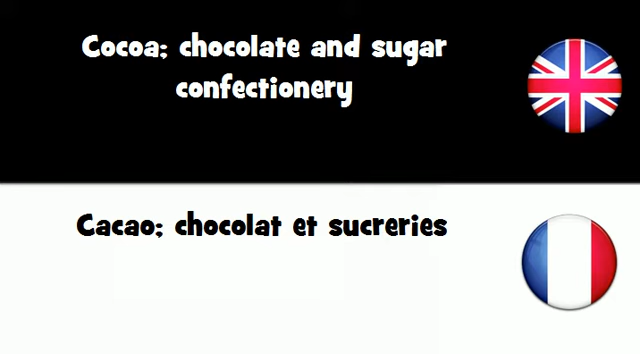 Cocoa; chocolate and sugar
confectionery
Cacao; chocolat et sucreries